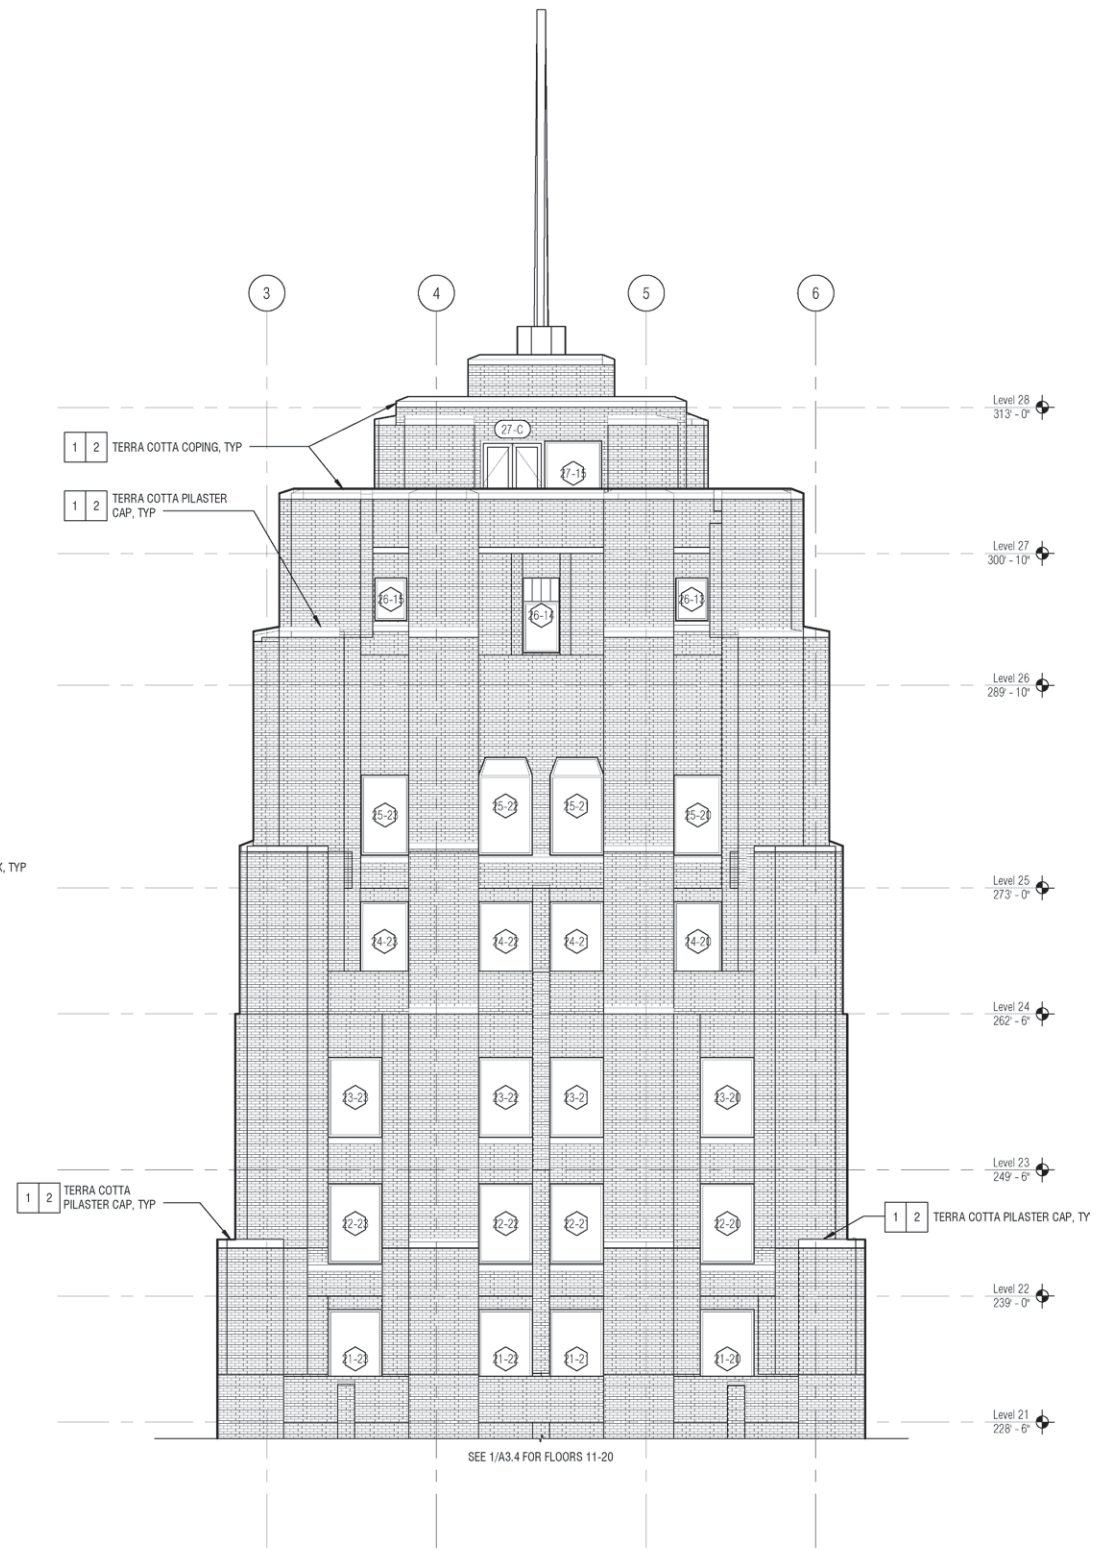 3
4
5
6
Level 28
313' - 0"
27-C
1 2 TERRA COTTA COPING, TYP
27-15
1 2 TERRA COTTA PILASTER
CAP, TYP
Level 27
300' - 10"
26-15
26-14
26-13
Level 26
289' - 10"
25-23
25-22
25-21
25-20
, TYP
Level 25
273' - 0"
24-23
24-22
24-21
24-20
Level 24
262' - 6"
23-23
23-22
23-21
23-20
Level 23
249' - 6"
1 2 TERRA COTTA
PILASTER CAP, TYP
22-23
22-22
22-21
22-20
1 2 TERRA COTTA PILASTER CAP, TY
Level 22
239' - 0"
21-23
21-22
21-21
21-20
Level 21
228' - 6"
SEE 1/A3.4 FOR FLOORS 11-20